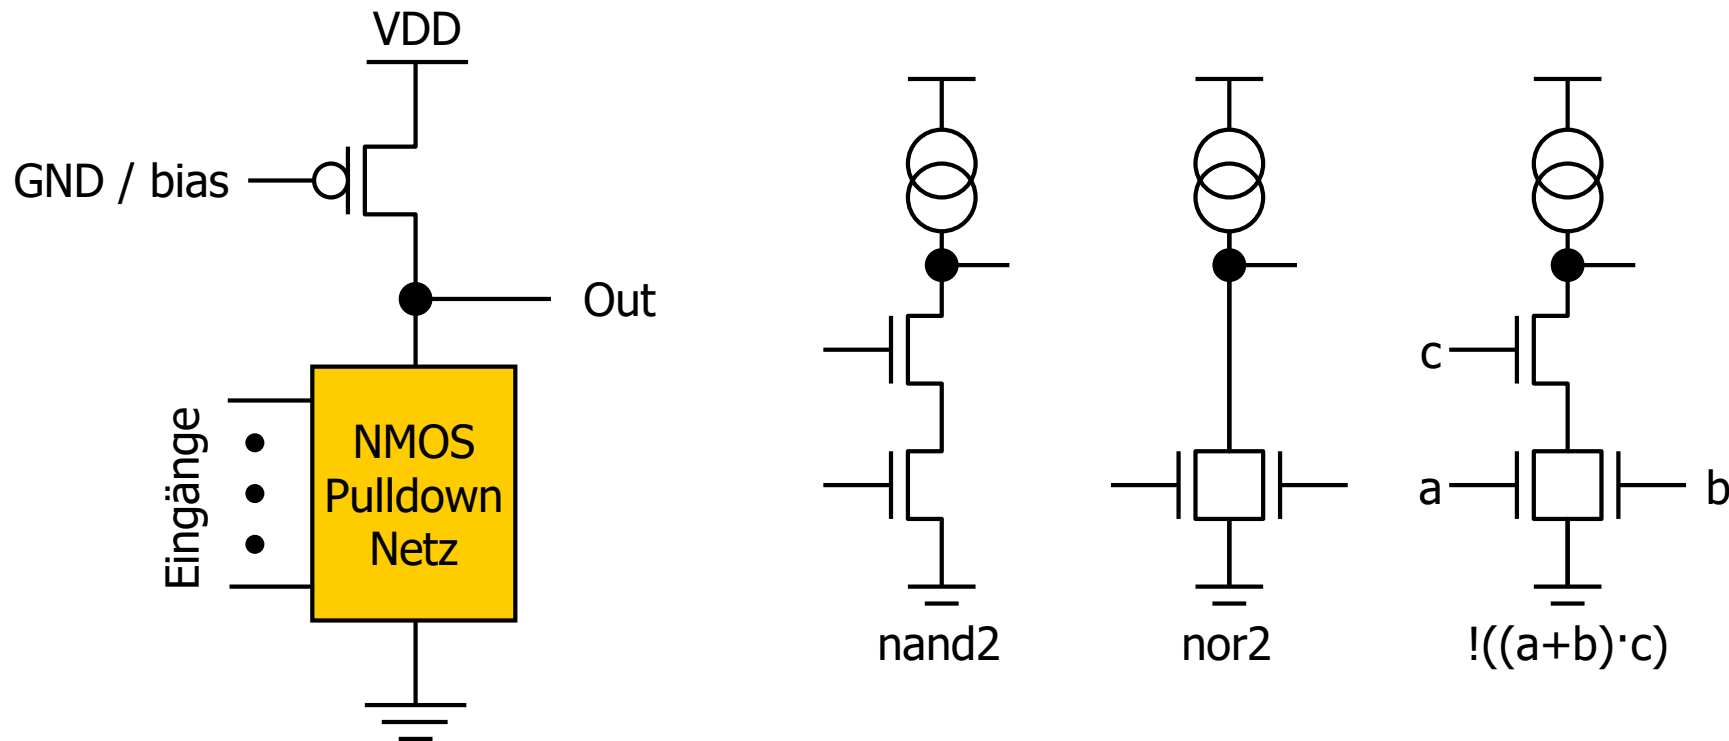 VDD
GND / bias
Out
Eingänge
NMOS
Pulldown
Netz
c
a
b
nand2
nor2
!((a+b)·c)